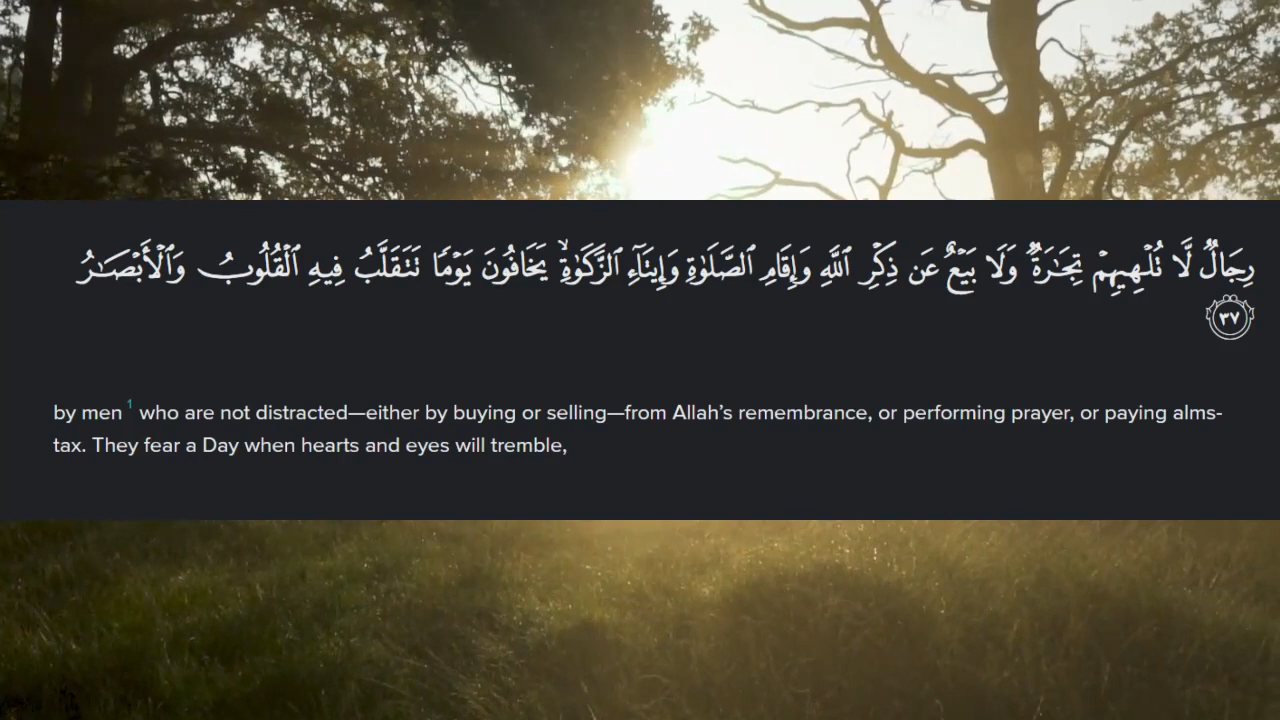 رِجَالٌ لَّا تُلْهِيهِمْ تِجَٰرَةٌ وَلَا بَيْعٌ عَن ذِكْرِ ٱللَّهِ وَإِقَامِ ٱلصَّلَوٰةِ وَإِيتَآءِ ٱلزَّكَوٰةِ ۙ يَخَافُونَ يَوْمًا تَتَقَلَّبُ فِيهِ ٱلْقُلُوبُ وَٱلْأَبْصَٰرُ
٣٧
by men 1 who are not distracted—either by buying or selling—from Allah’s remembrance, or performing prayer, or paying alms-
tax. They fear a Day when hearts and eyes will tremble,